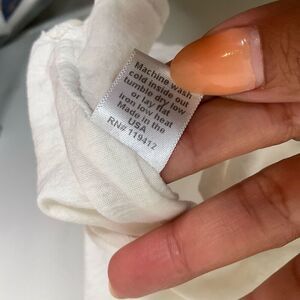 Machine wash
cold inside out
tumble dry low
or lay flat
iron low heat
Made in the
USA
RN# 119412